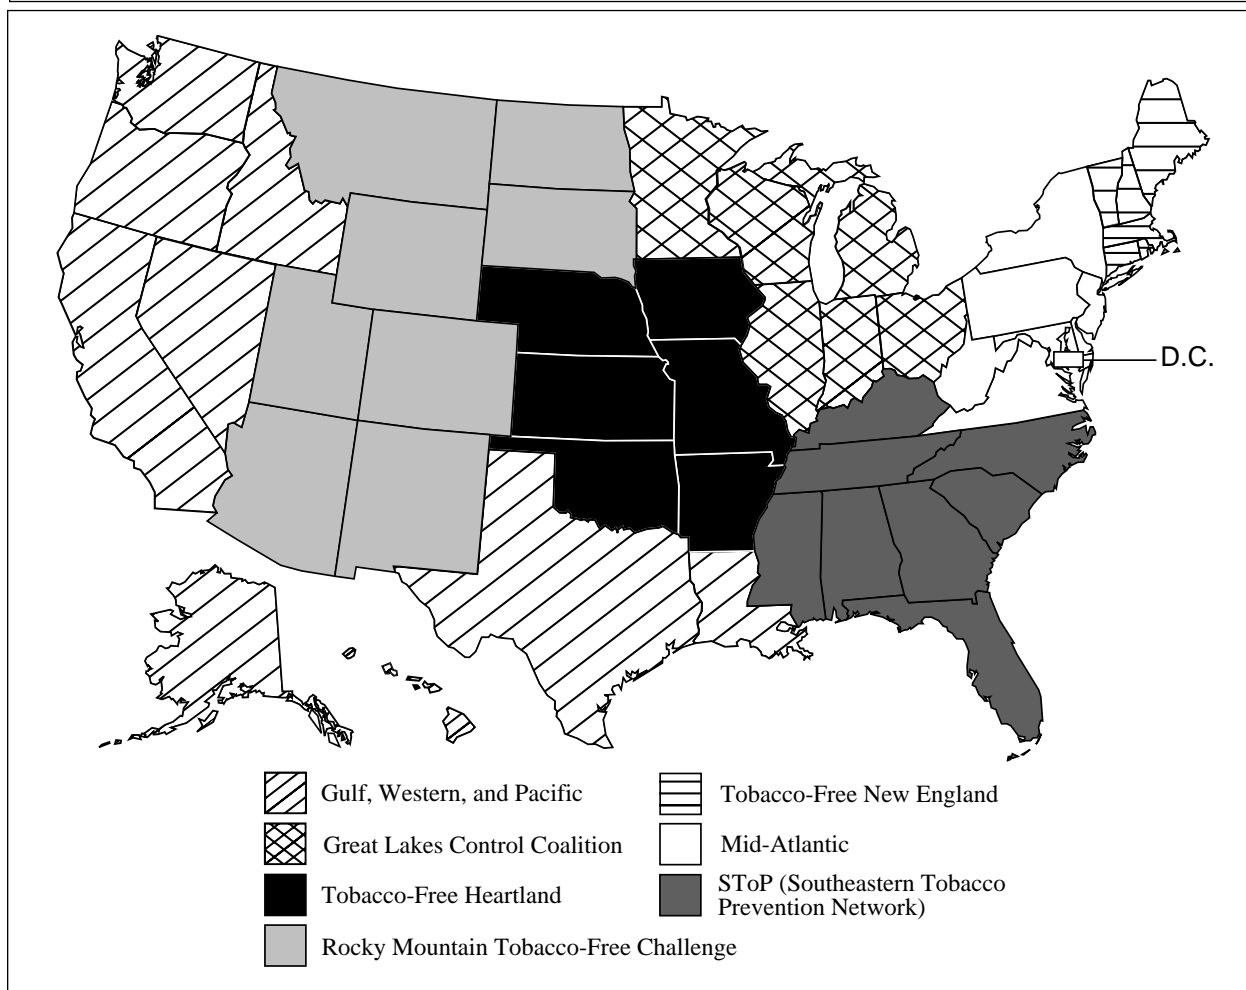 D.C.
Gulf, Western, and Pacific
Great Lakes Control Coalition
Tobacco-Free Heartland
Rocky Mountain Tobacco-Free Challenge
Tobacco-Free New England
Mid-Atlantic
SToP (Southeastern Tobacco
Prevention Network)